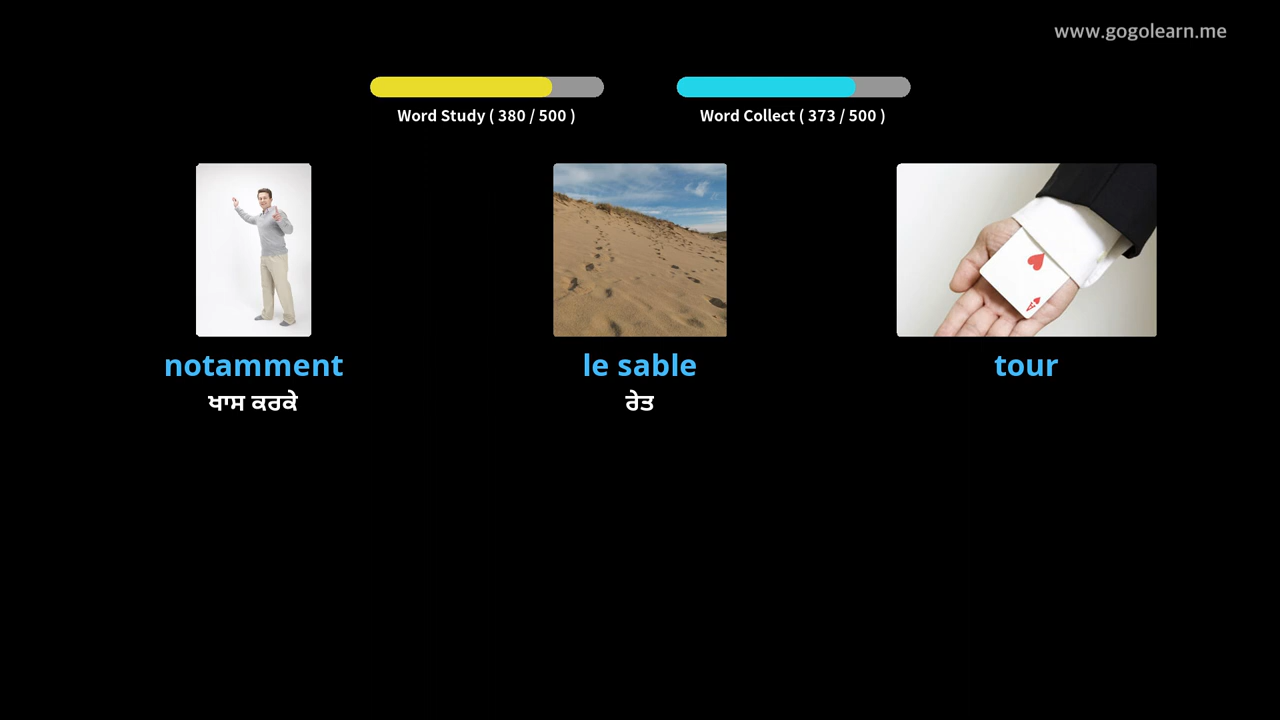 www.gogolearn.me
Word Study ( 380 / 500 )
Word Collect ( 373 / 500 )
notamment
ਖਾਸ ਕਰਕੇ
le sable
ਰੇਤ
tour
A